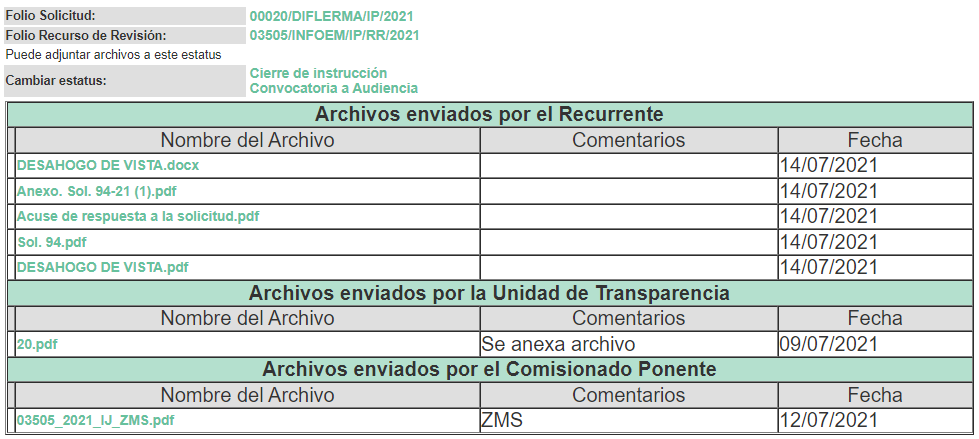 Folio Solicitud: 00020/DIFLERMA/IP/2021
Folio Recurso de Revisión: 03505/INFOEM/IP/RR/2021
Puede adjuntar archivos a este estatus
Cambiar estatus: Cierre de instrucción
Convocatoria a Audiencia
Archivos enviados por el Recurrente
Nombre del Archivo Comentarios Fecha
DESAHOGO DE VISTA.docx 14/07/2021
Anexo. Sol. 94-21 (1).pdf 14/07/2021
Acuse de respuesta a la solicitud.pdf 14/07/2021
Sol. 94.pdf 14/07/2021
DESAHOGO DE VISTA.pdf 14/07/2021
Archivos enviados por la Unidad de Transparencia
Nombre del Archivo Comentarios Fecha
20.pdf Se anexa archivo 09/07/2021
Archivos enviados por el Comisionado Ponente
Nombre del Archivo Comentarios Fecha
03505_2021_IJ_ZMS.pdf ZMS 12/07/2021